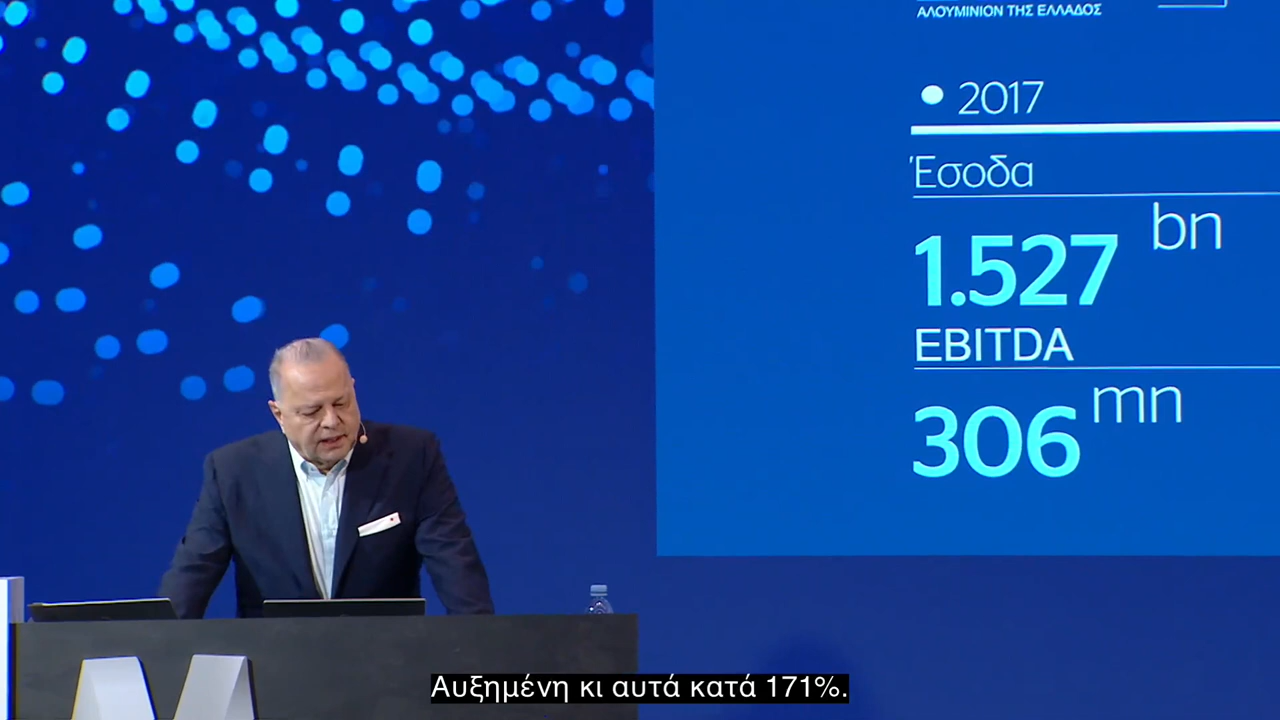 ΑΛΟΥΜΙΝΙΟΝ ΤΗΣ ΕΛΛΑΔΟΣ
2017
Έσοδα
1.527 bn
EBITDA
306 mn
Αυξημένη κι αυτά κατά 171%.